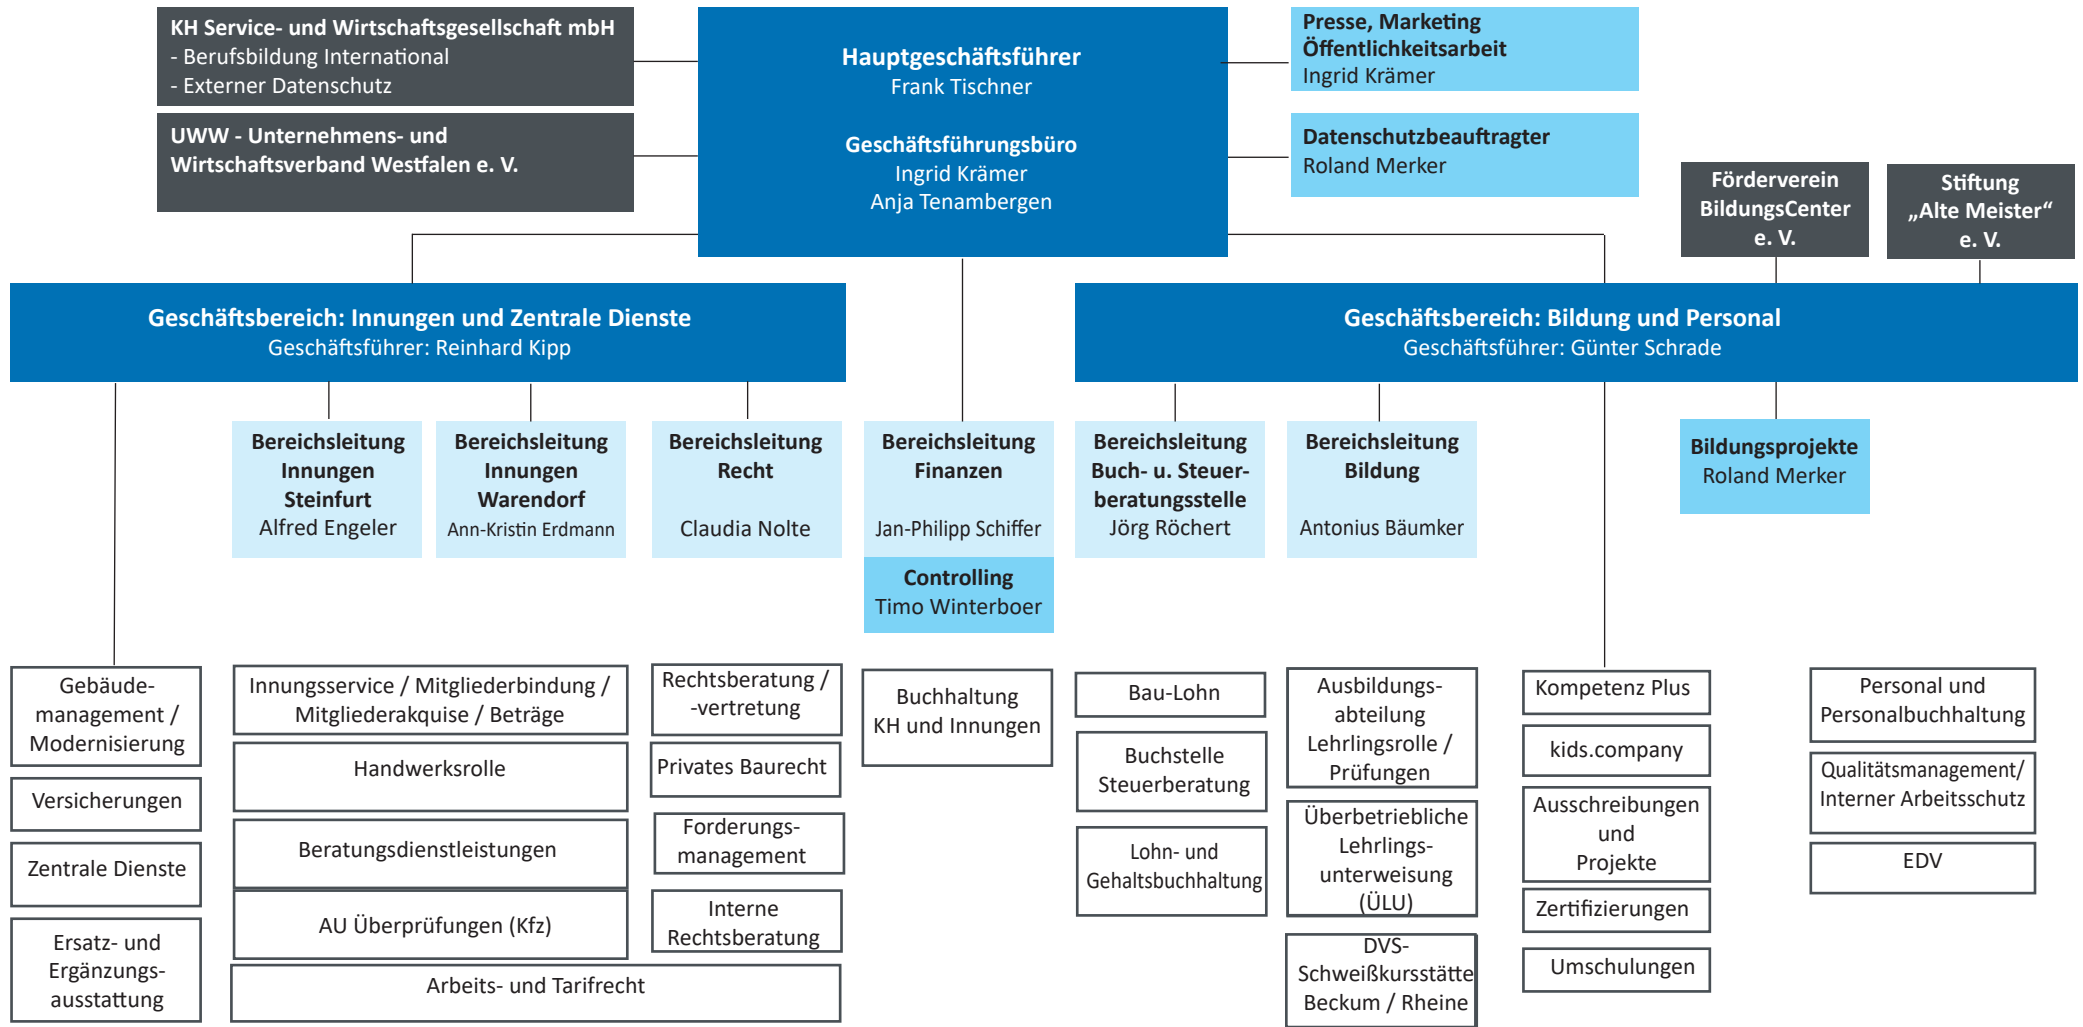 KH Service- und Wirtschaftsgesellschaft mbH
- Berufsbildung International
- Externer Datenschutz
UWW - Unternehmens- und
Wirtschaftsverband Westfalen e. V.
Hauptgeschäftsführer
Frank Tischner
Geschäftsführungsbüro
Ingrid Krämer
Anja Tenambergen
Presse, Marketing
Öffentlichkeitsarbeit
Ingrid Krämer
Datenschutzbeauftragter
Roland Merker
Förderverein
BildungsCenter
e. V.
Stiftung
„Alte Meister“
e. V.
Geschäftsbereich: Innungen und Zentrale Dienste
Geschäftsführer: Reinhard Kipp
Geschäftsbereich: Bildung und Personal
Geschäftsführer: Günter Schrade
Bereichsleitung
Innungen
Steinfurt
Alfred Engeler
Bereichsleitung
Innungen
Warendorf
Ann-Kristin Erdmann
Bereichsleitung
Recht
Claudia Nolte
Bereichsleitung
Finanzen
Jan-Philipp Schiffer
Controlling
Timo Winterboer
Bereichsleitung
Buch- u. Steuer-
beratungsstelle
Jörg Röchert
Bereichsleitung
Bildung
Antonius Bäumker
Bildungsprojekte
Roland Merker
Gebäude-
management /
Modernisierung
Versicherungen
Zentrale Dienste
Ersatz- und
Ergänzungs-
ausstattung
Innungsservice / Mitgliederbindung /
Mitgliederakquise / Beträge
Handwerksrolle
Beratungsdienstleistungen
AU Überprüfungen (Kfz)
Arbeits- und Tarifrecht
Rechtsberatung /
-vertretung
Privates Baurecht
Forderungs-
management
Interne
Rechtsberatung
Buchhaltung
KH und Innungen
Bau-Lohn
Buchstelle
Steuerberatung
Lohn- und
Gehaltsbuchhaltung
Ausbildungs-
abteilung
Lehrlingsrolle /
Prüfungen
Überbetriebliche
Lehrlings-
unterweisung
(ÜLU)
DVS-
Schweißkursstätte
Beckum / Rheine
Kompetenz Plus
kids.company
Ausschreibungen
und
Projekte
Zertifizierungen
Umschulungen
Personal und
Personalbuchhaltung
Qualitätsmanagement/
Interner Arbeitsschutz
EDV